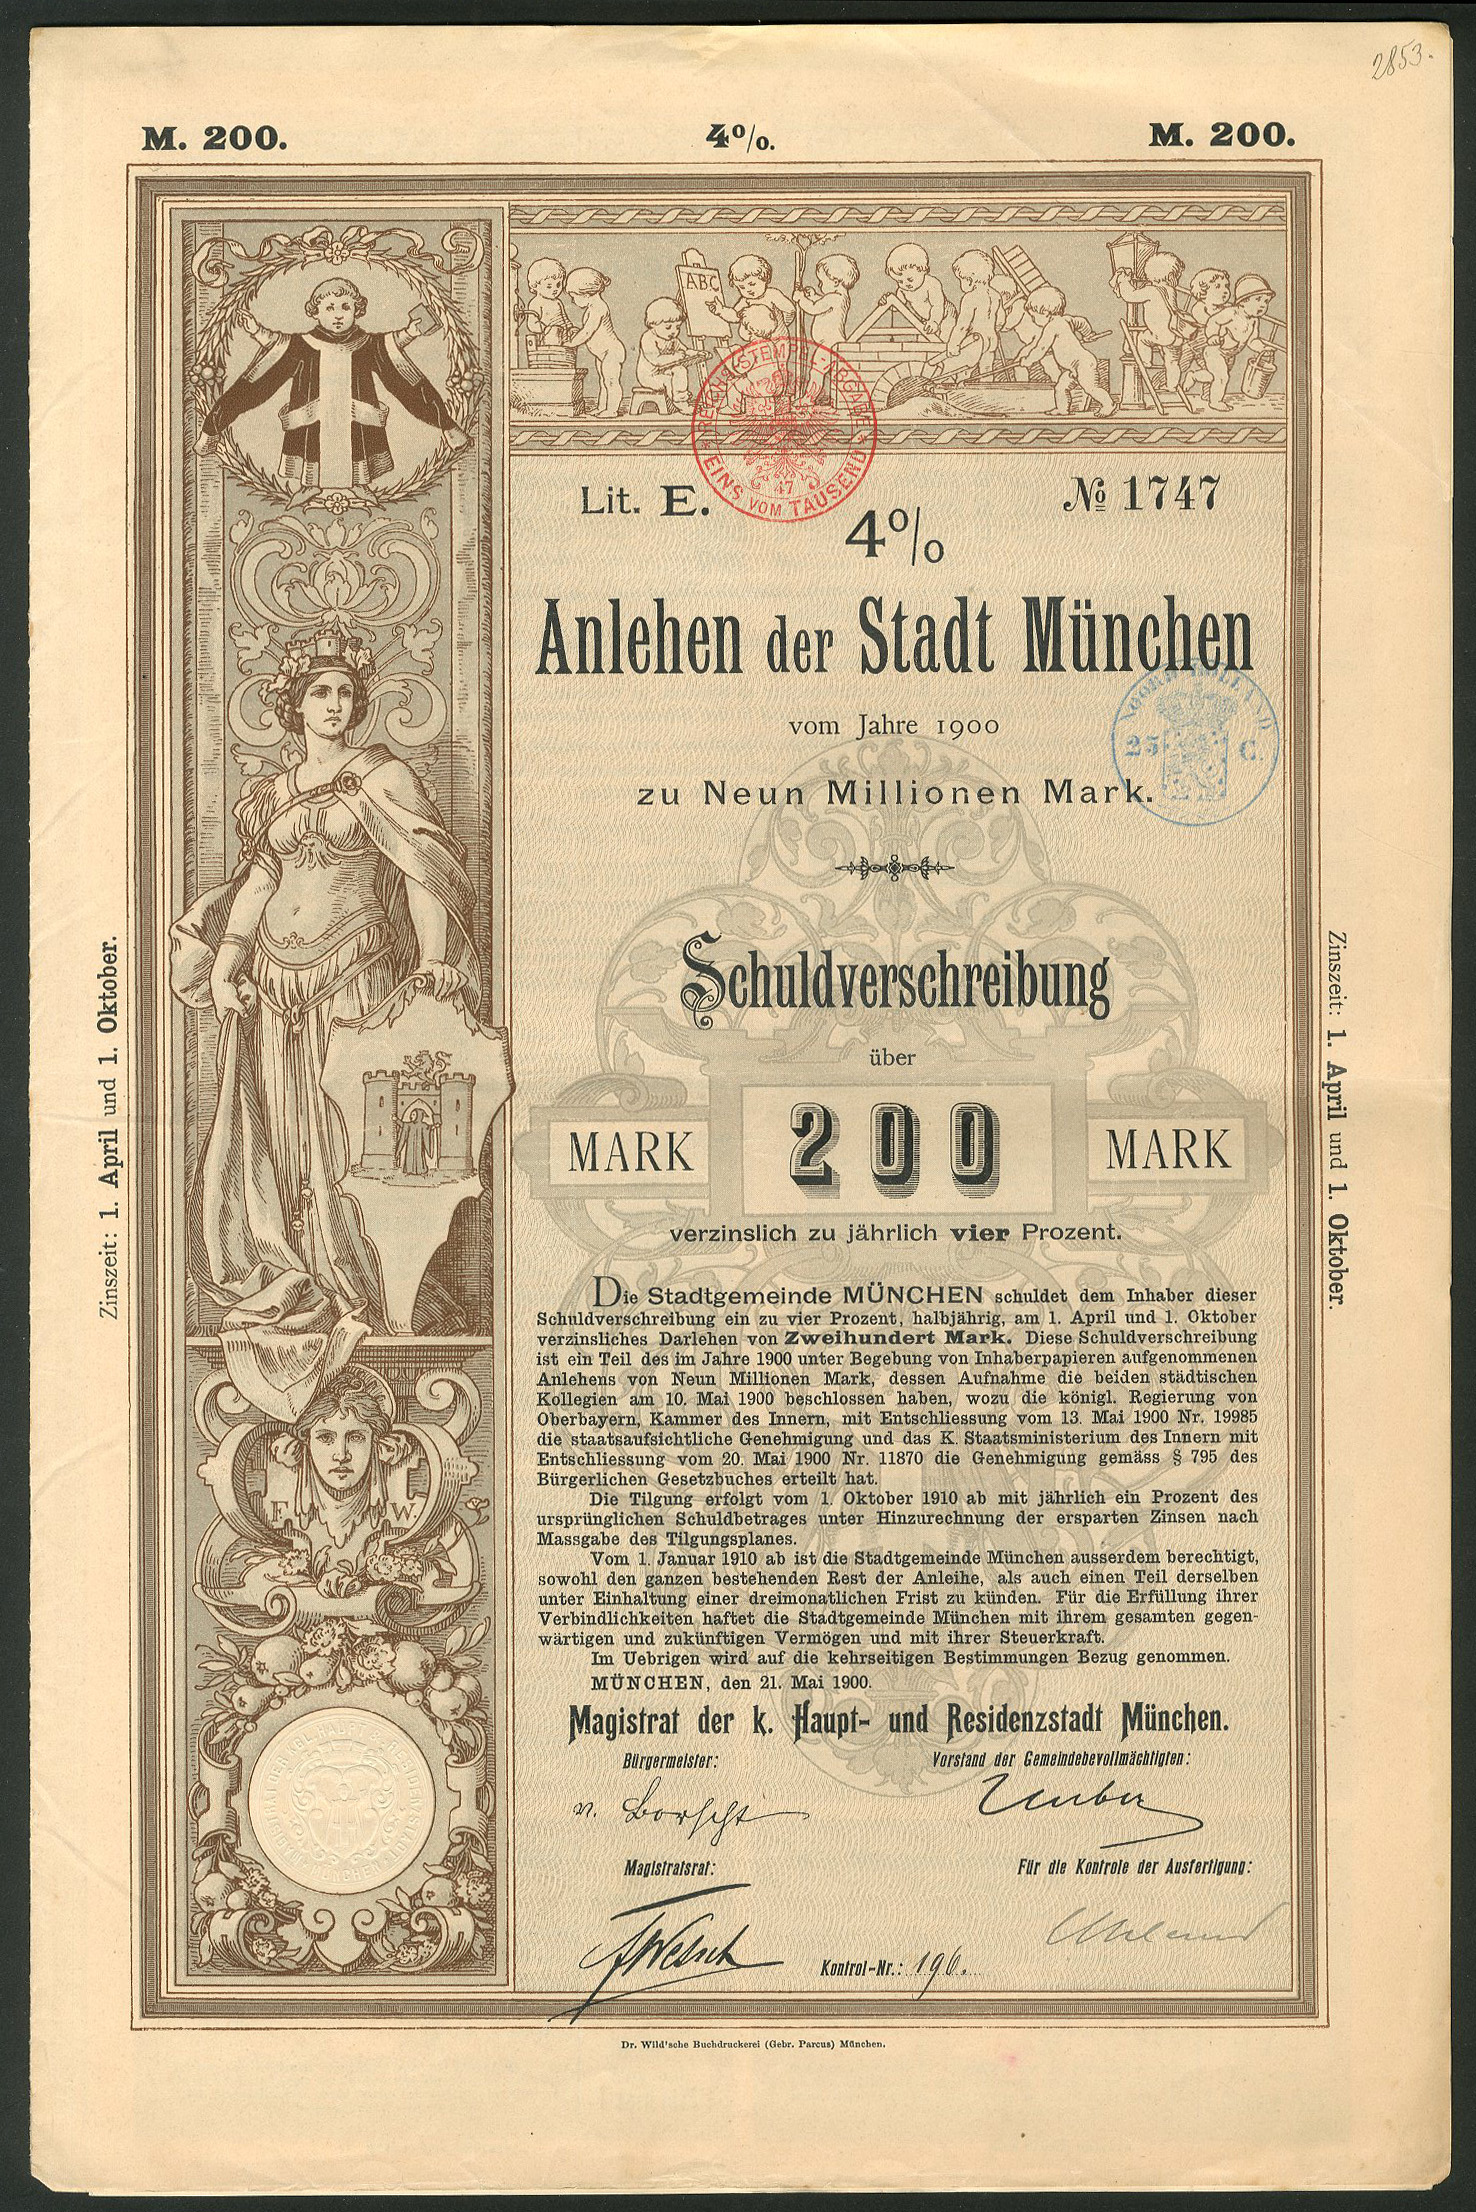 2853.
M. 200.
4%.
M. 200.
ABC
REICHSSTEMPEL-ABGABE
EINS VOM TAUSEND
47
Lit. E.
№ 1747
4%
Anlehen der Stadt München
vom Jahre 1900
NOORD HOLLAND
25 C.
zu Neun Millionen Mark.
Schuldverschreibung
über
MARK 200 MARK
verzinslich zu jährlich vier Prozent.
Zinszeit: 1. April und 1. Oktober.
Zinszeit: 1. April und 1. Oktober.
Die Stadtgemeinde MÜNCHEN schuldet dem Inhaber dieser
Schuldverschreibung ein zu vier Prozent, halbjährig, am 1. April und 1. Oktober
verzinsliches Darlehen von Zweihundert Mark. Diese Schuldverschreibung
ist ein Teil des im Jahre 1900 unter Begebung von Inhaberpapieren aufgenommenen
Anlehens von Neun Millionen Mark, dessen Aufnahme die beiden städtischen
Kollegien am 10. Mai 1900 beschlossen haben, wozu die königl. Regierung von
Oberbayern, Kammer des Innern, mit Entschliessung vom 13. Mai 1900 Nr. 19985
die staatsaufsichtliche Genehmigung und das K. Staatsministerium des Innern mit
Entschliessung vom 20. Mai 1900 Nr. 11870 die Genehmigung gemäss § 795 des
Bürgerlichen Gesetzbuches erteilt hat.
Die Tilgung erfolgt vom 1. Oktober 1910 ab mit jährlich ein Prozent des
ursprünglichen Schuldbetrages unter Hinzurechnung der ersparten Zinsen nach
Massgabe des Tilgungsplanes.
Vom 1. Januar 1910 ab ist die Stadtgemeinde München ausserdem berechtigt,
sowohl den ganzen bestehenden Rest der Anleihe, als auch einen Teil derselben
unter Einhaltung einer dreimonatlichen Frist zu künden. Für die Erfüllung ihrer
Verbindlichkeiten haftet die Stadtgemeinde München mit ihrem gesamten gegen-
wärtigen und zukünftigen Vermögen und mit ihrer Steuerkraft.
Im Uebrigen wird auf die kehrseitigen Bestimmungen Bezug genommen.
MÜNCHEN, den 21. Mai 1900.
F. W.
Magistrat der k. Haupt- und Residenzstadt München.
Bürgermeister:
Vorstand der Gemeindebevollmächtigten:
v. Borscht
Magistratsrat:
Für die Kontrole der Ausfertigung:
Kontrol-Nr.: 190.
Dr. Wild'sche Buchdruckerei (Gebr. Parcus) München.